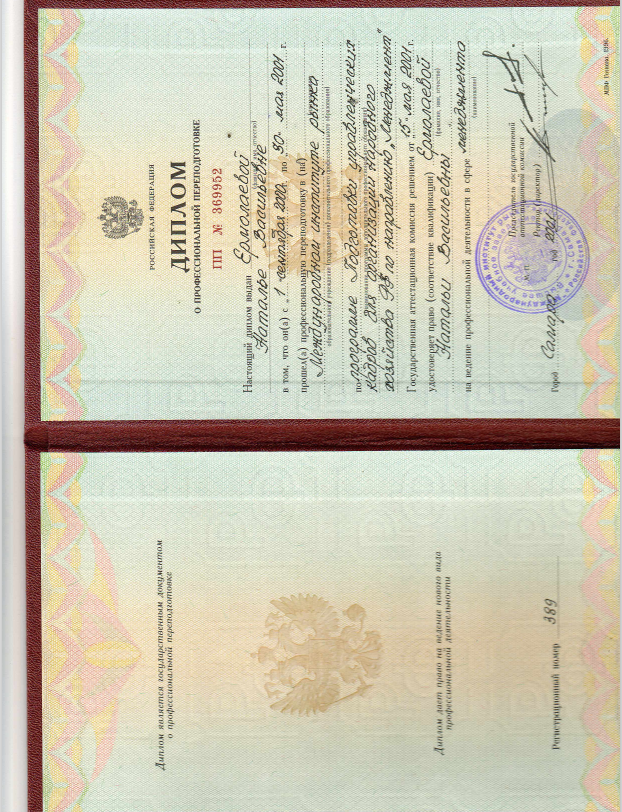 Диплом является государственным документом
о профессиональной переподготовке
Диплом дает право на ведение нового вида
профессиональной деятельности
Регистрационный номер 389
РОССИЙСКАЯ ФЕДЕРАЦИЯ
ДИПЛОМ
О ПРОФЕССИОНАЛЬНОЙ ПЕРЕПОДГОТОВКЕ
ПП № 369952
Настоящий диплом выдан Ермолаевой
(фамилия, имя, отчество)
Наталье Васильевне
в том, что он(а) с „1" сентября 2000 по „30" мая 2001 г.
прошел(а) профессиональную переподготовку в (на)
„Международном институте рынка
(образовательного учреждения (подразделения) дополнительного профессионального образования)
по программе Подготовки управленческих
кадров для организаций народного
хозяйства РФ по направлению „Менеджмент"
Государственная аттестационная комиссия решением от „15" мая 2001 г.
удостоверяет право (соответствие квалификации) Ермолаевой
(фамилия, имя, отчество)
Натальи Васильевны
на ведение профессиональной деятельности в сфере менеджмента
(наименование)
Председатель государственной
аттестационной комиссии
Ректор (директор)
М. П.
Город Самара год 2001